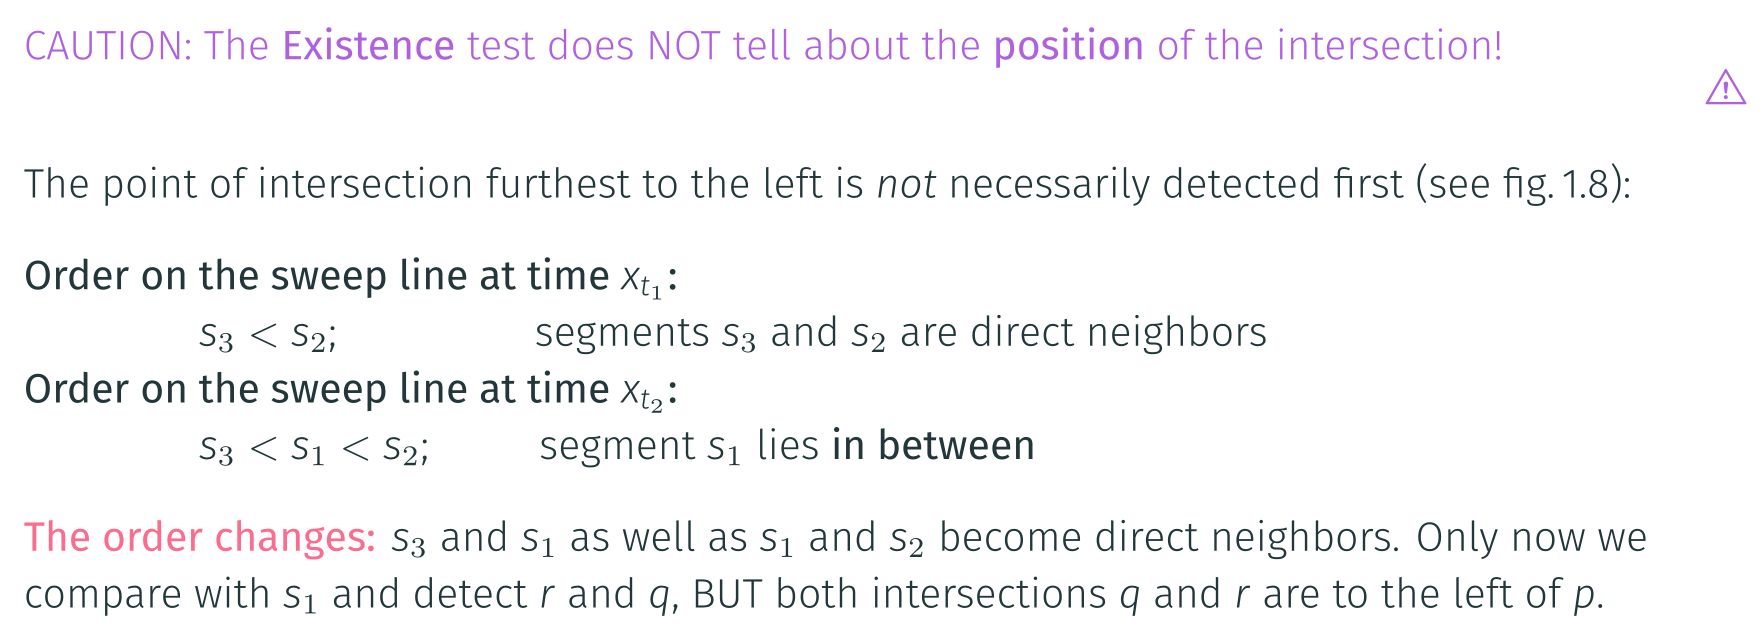 CAUTION: The Existence test does NOT tell about the position of the intersection!
The point of intersection furthest to the left is not necessarily detected first (see fig. 1.8):
Order on the sweep line at time x_{t_1}:
s_3 < s_2; segments s_3 and s_2 are direct neighbors
Order on the sweep line at time x_{t_2}:
s_3 < s_1 < s_2; segment s_1 lies in between
The order changes: s_3 and s_1 as well as s_1 and s_2 become direct neighbors. Only now we
compare with s_1 and detect r and q, BUT both intersections q and r are to the left of p.